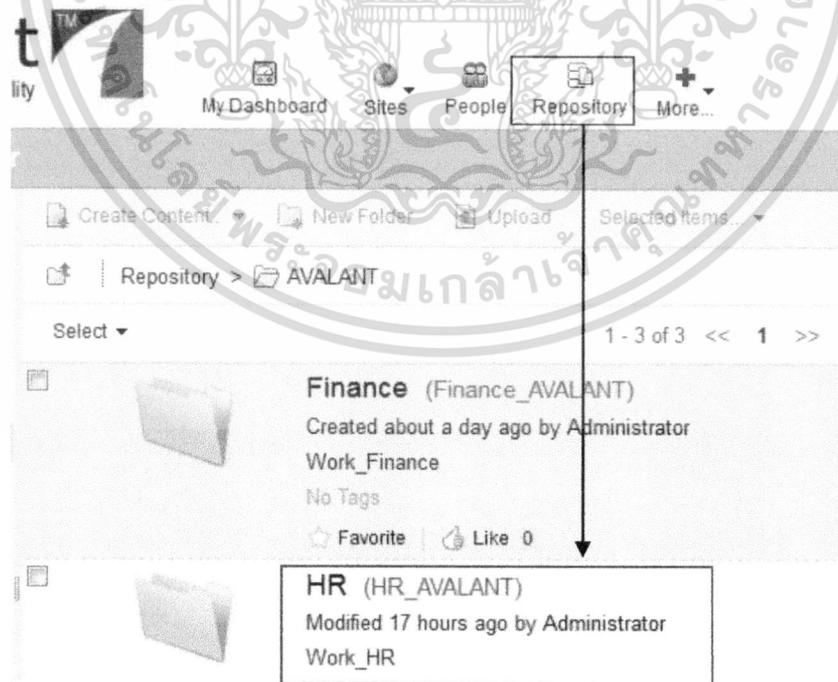 t TM
lity
My Dashboard Sites People Repository More...
Create Content.. New Folder Upload Selected Items...
Repository > AVALANT
Select 1 - 3 of 3 << 1 >>
Finance (Finance_AVALANT)
Created about a day ago by Administrator
Work_Finance
No Tags
Favorite Like 0
HR (HR_AVALANT)
Modified 17 hours ago by Administrator
Work_HR